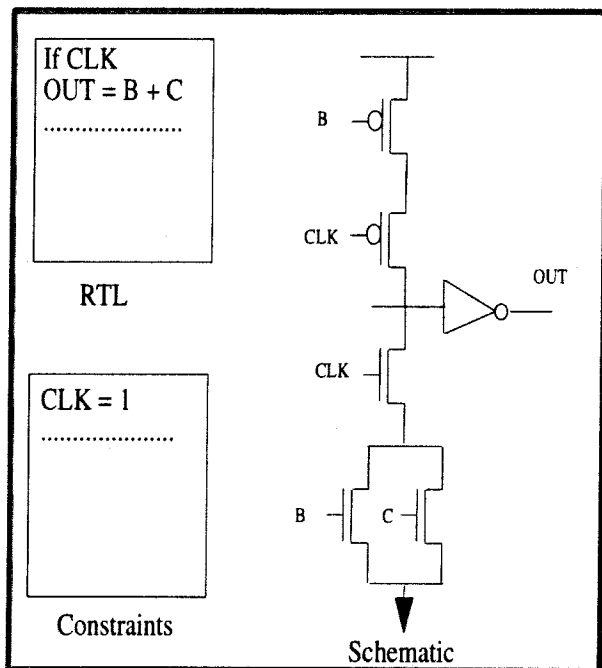 If CLK
OUT = B + C
.....................
RTL
CLK = 1
....................
Constraints
B
CLK
OUT
CLK
B
C
Schematic